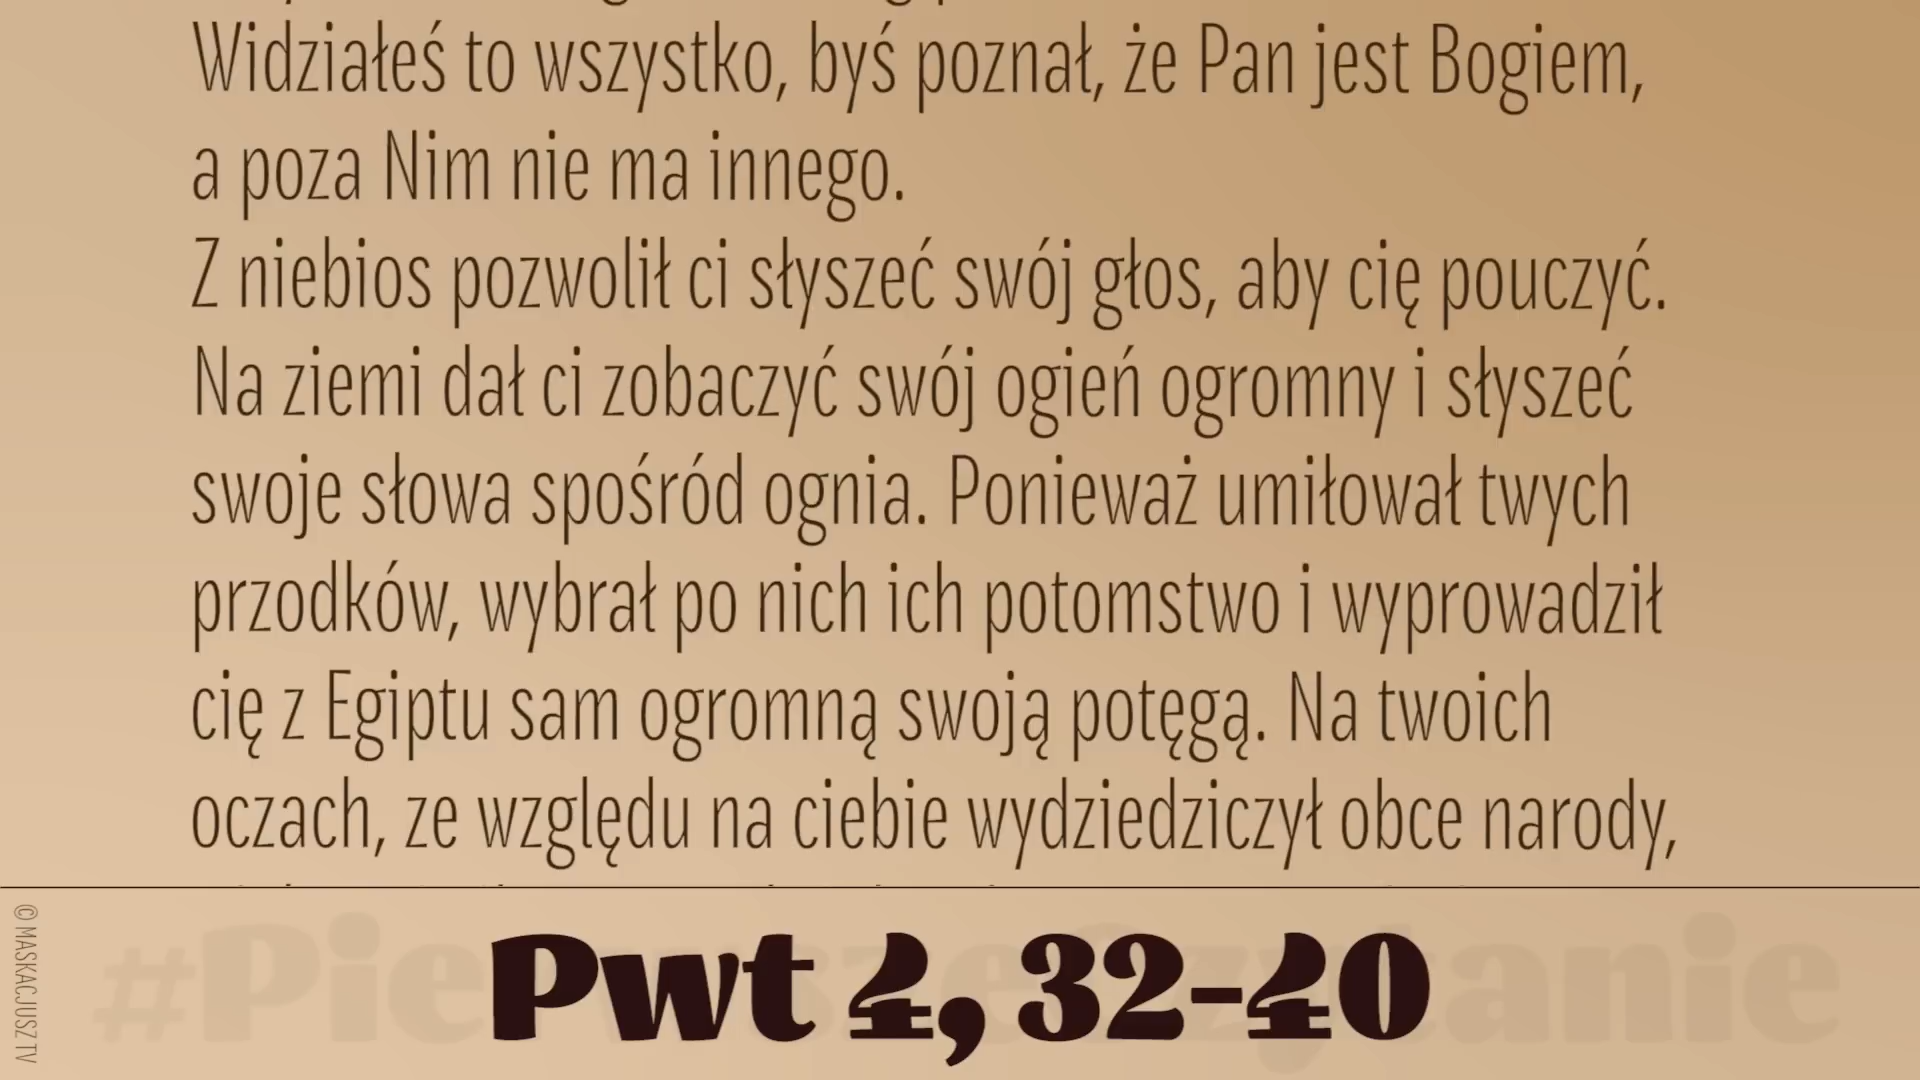 Widziałeś to wszystko, byś poznał, że Pan jest Bogiem,
a poza Nim nie ma innego.
Z niebios pozwolił ci słyszeć swój głos, aby cię pouczyć.
Na ziemi dał ci zobaczyć swój ogień ogromny i słyszeć
swoje słowa spośród ognia. Ponieważ umiłował twych
przodków, wybrał po nich ich potomstwo i wyprowadził
cię z Egiptu sam ogromną swoją potęgą. Na twoich
oczach, ze względu na ciebie wydziedziczył obce narody,
#PierwszeCzytanie
Pwt 4, 32-40
© MASKACJUSZ TV